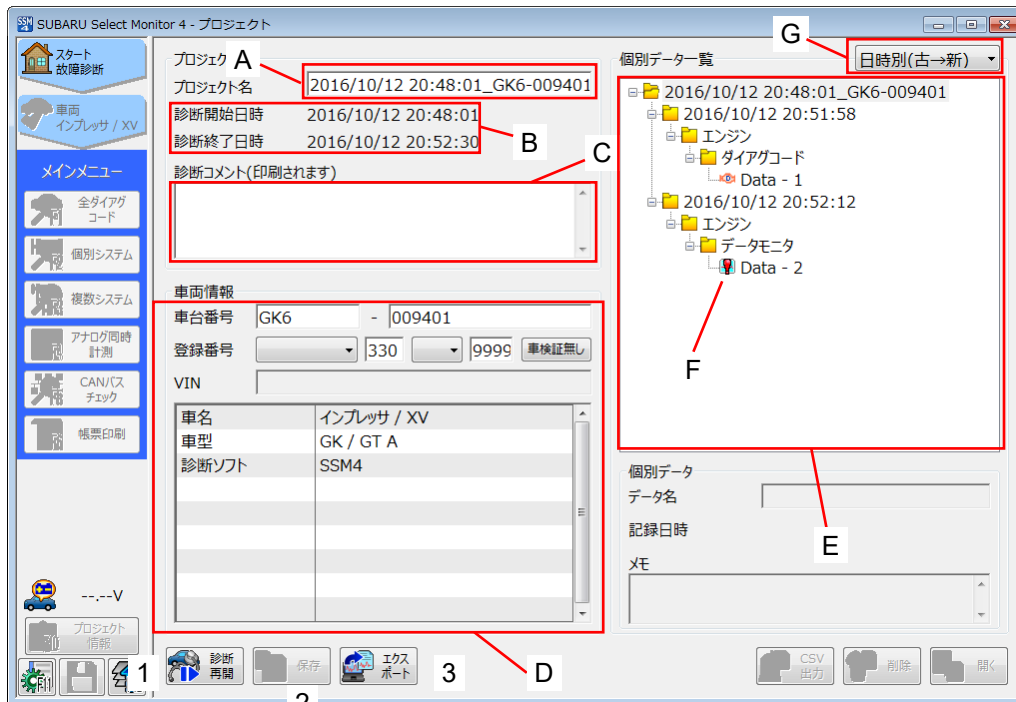 SUBARU Select Monitor 4 - プロジェクト
スタート
故障診断
車両
インプレッサ / XV
メインメニュー
全ダイアグ
コード
個別システム
複数システム
アナログ同時
計測
CANバス
チェック
帳票印刷
--.--V
プロジェクト
情報
F1
1
A
プロジェク
プロジェクト名
2016/10/12 20:48:01_GK6-009401
診断開始日時
2016/10/12 20:48:01
診断終了日時
2016/10/12 20:52:30
B
C
診断コメント(印刷されます)
車両情報
車台番号
GK6
-
009401
登録番号
330
9999
車検証無し
VIN
車名
インプレッサ / XV
車型
GK / GT A
診断ソフト
SSM4
診断
再開
保存
エクス
ポート
2
3
D
G
個別データ一覧
日時別(古→新)
2016/10/12 20:48:01_GK6-009401
2016/10/12 20:51:58
エンジン
ダイアグコード
Data - 1
2016/10/12 20:52:12
エンジン
データモニタ
Data - 2
F
E
個別データ
データ名
記録日時
メモ
CSV
出力
削除
開く